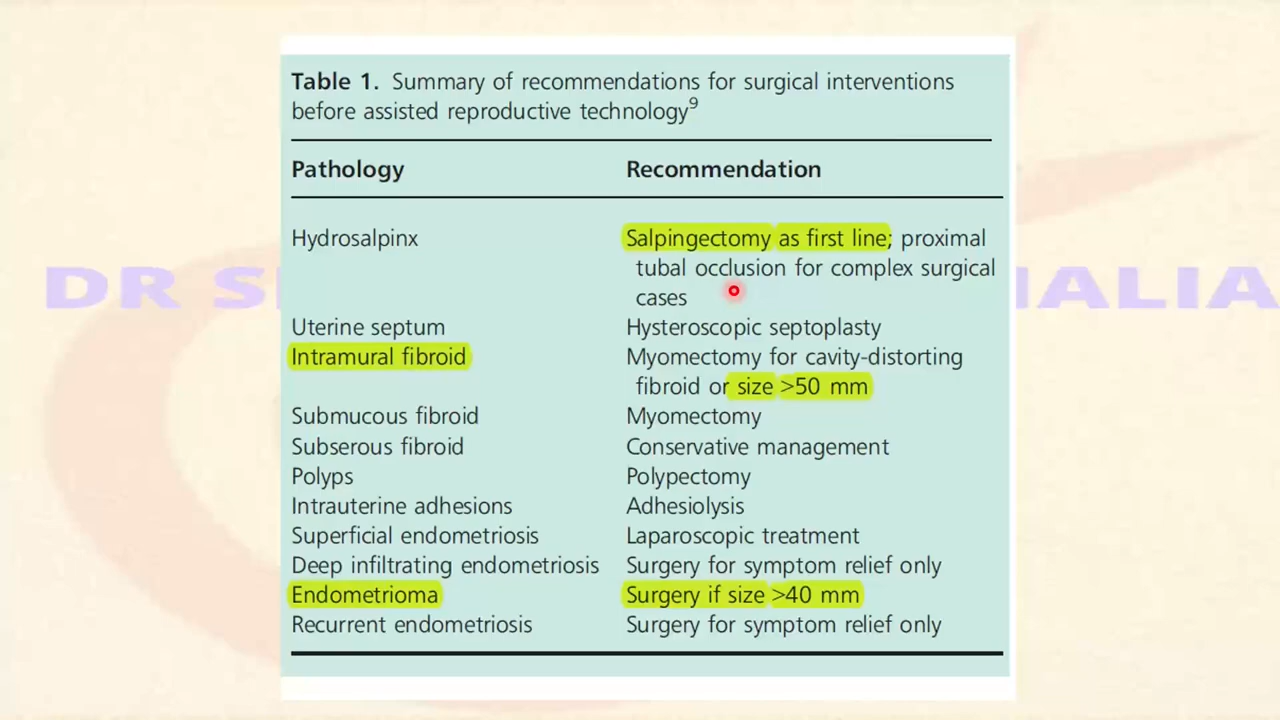 Table 1. Summary of recommendations for surgical interventions
before assisted reproductive technology9
Pathology Recommendation
Hydrosalpinx Salpingectomy as first line; proximal
tubal occlusion for complex surgical
cases
Uterine septum Hysteroscopic septoplasty
Intramural fibroid Myomectomy for cavity-distorting
fibroid or size >50 mm
Submucous fibroid Myomectomy
Subserous fibroid Conservative management
Polyps Polypectomy
Intrauterine adhesions Adhesiolysis
Superficial endometriosis Laparoscopic treatment
Deep infiltrating endometriosis Surgery for symptom relief only
Endometrioma Surgery if size >40 mm
Recurrent endometriosis Surgery for symptom relief only
DR